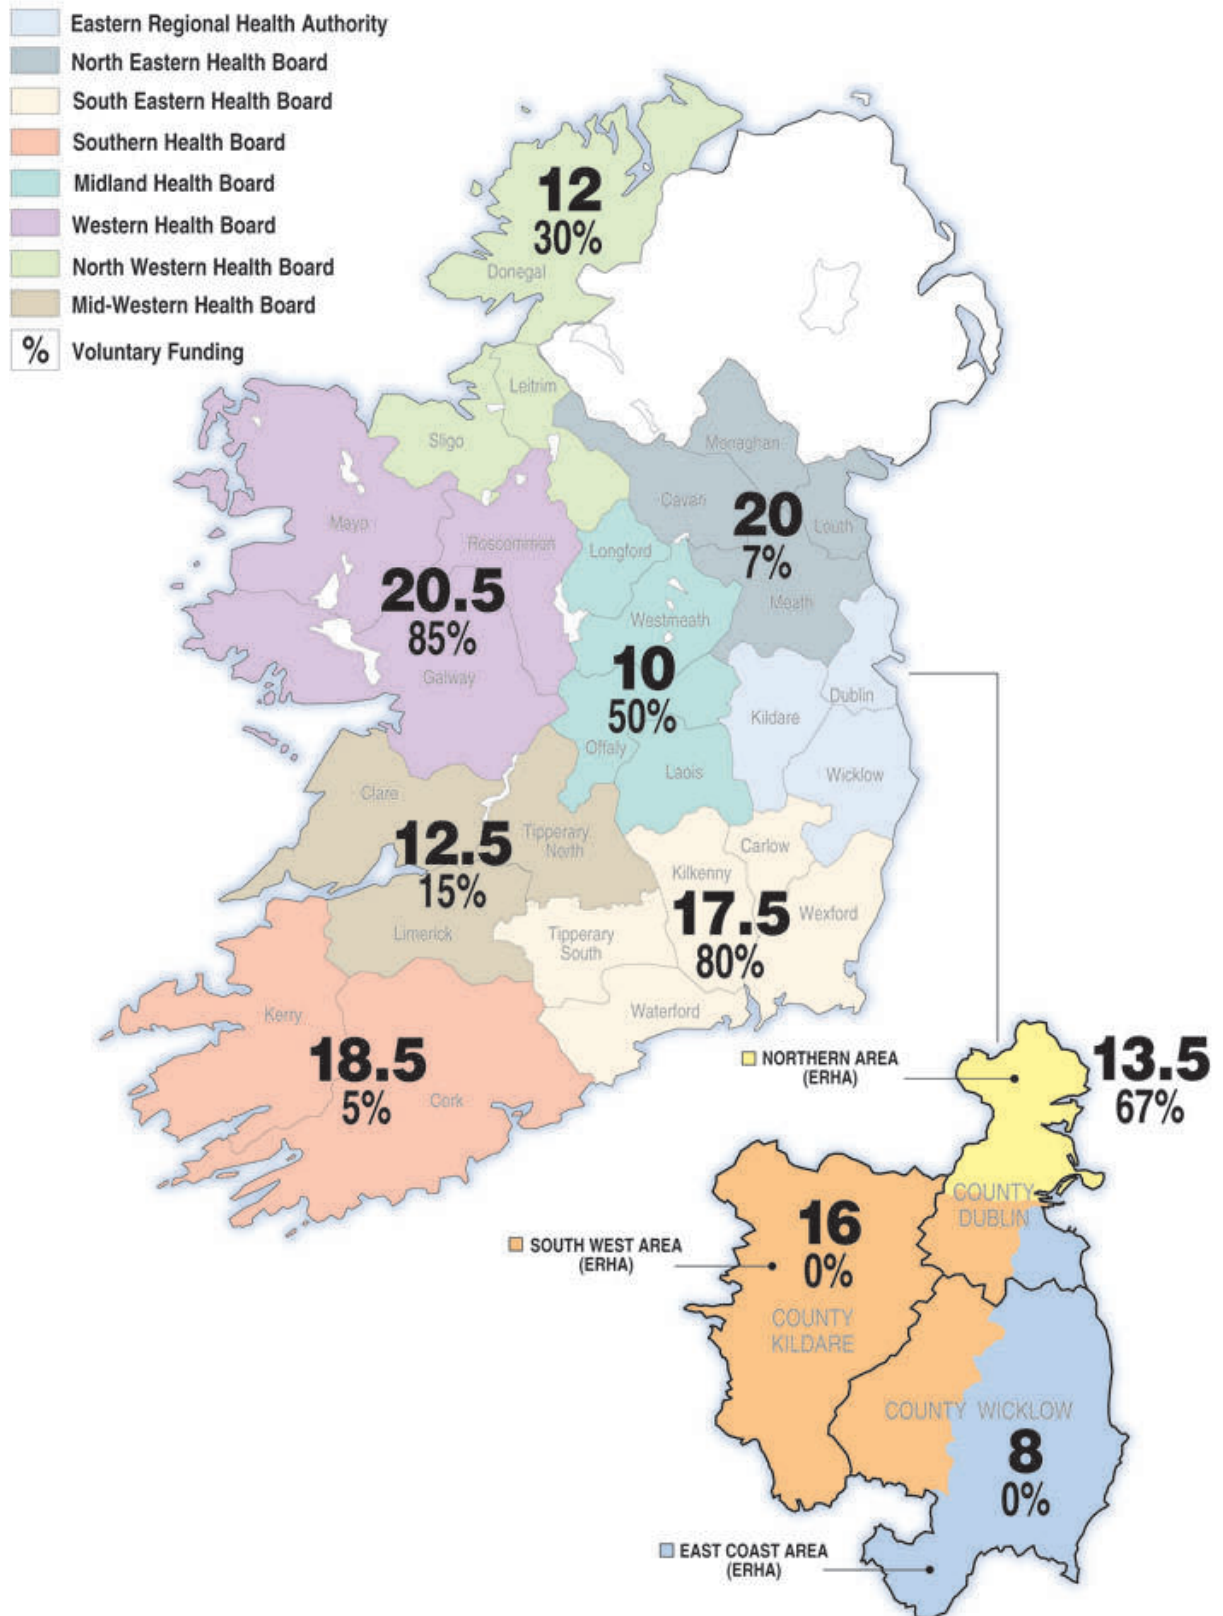 Eastern Regional Health Authority
North Eastern Health Board
South Eastern Health Board
Southern Health Board
Midland Health Board
Western Health Board
North Western Health Board
Mid-Western Health Board
% Voluntary Funding
12
30%
Donegal
Leitrim
Sligo
Monaghan
Cavan
20
Louth
7%
Meath
Mayo
Roscommon
20.5
85%
Galway
Longford
Westmeath
10
50%
Offaly
Laois
Dublin
Kildare
Wicklow
Clare
12.5
15%
Tipperary
North
Limerick
Carlow
Kilkenny
17.5
80%
Wexford
Tipperary
South
Waterford
Kerry
18.5
5%
Cork
NORTHERN AREA
(ERHA)
13.5
67%
COUNTY
DUBLIN
16
0%
SOUTH WEST AREA
(ERHA)
COUNTY
KILDARE
COUNTY WICKLOW
8
0%
EAST COAST AREA
(ERHA)